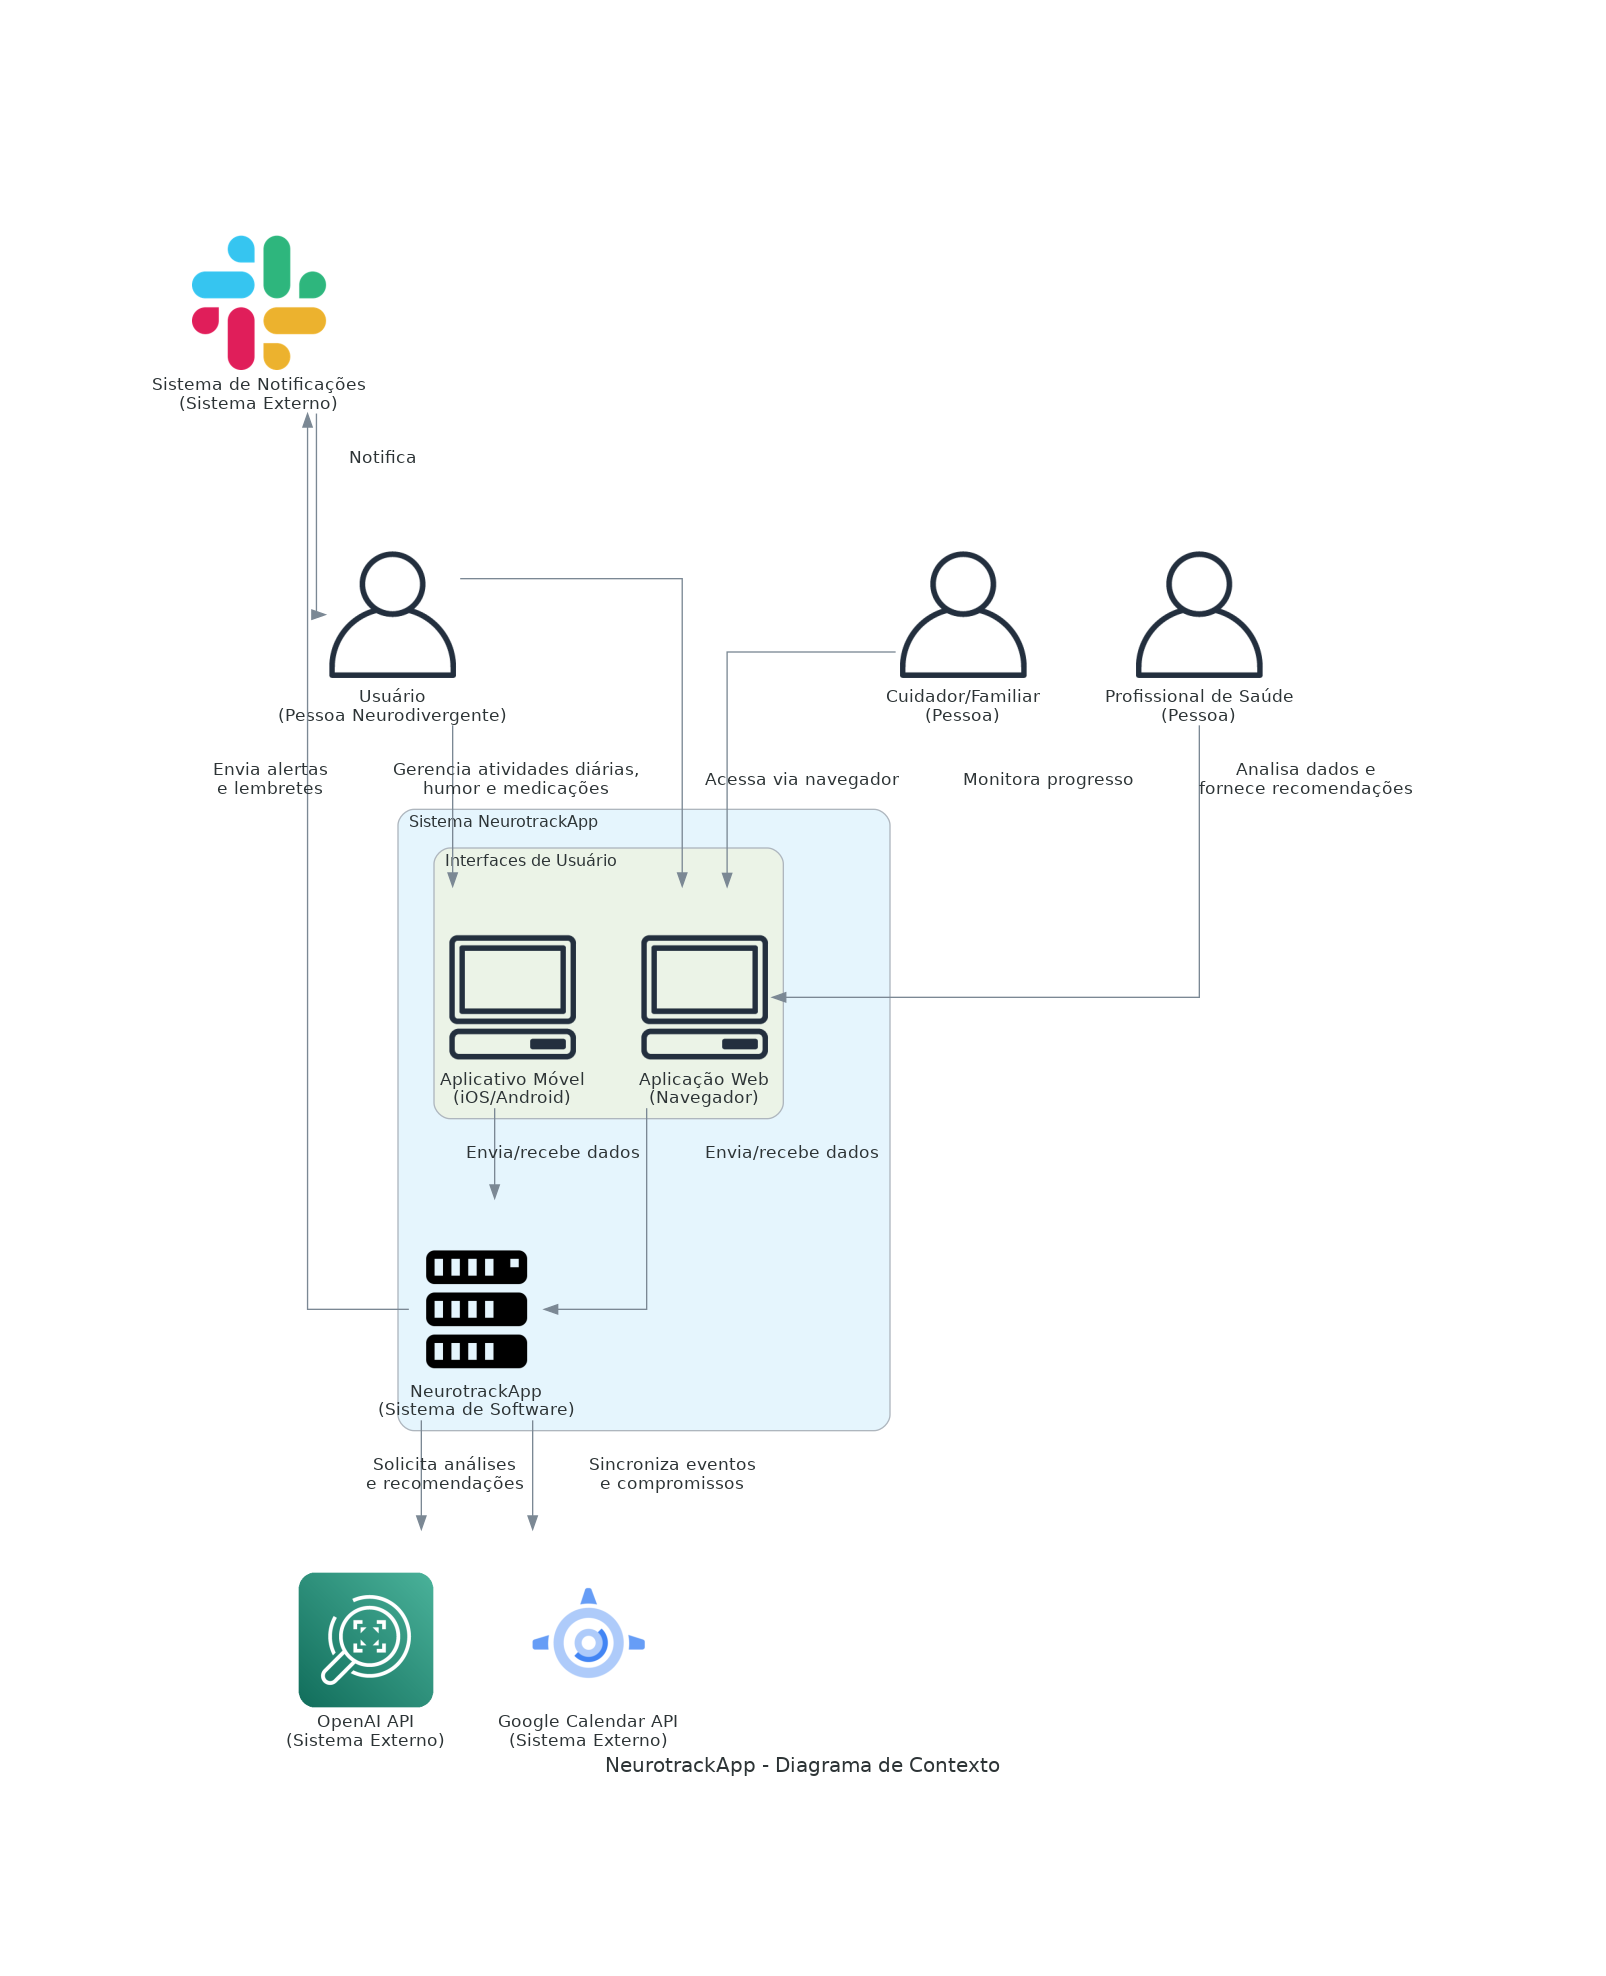 Sistema de Notificações
(Sistema Externo)
Notifica
Usuário
(Pessoa Neurodivergente)
Cuidador/Familiar
(Pessoa)
Profissional de Saúde
(Pessoa)
Envia alertas
e lembretes
Gerencia atividades diárias,
humor e medicações
Acessa via navegador
Monitora progresso
Analisa dados e
fornece recomendações
Sistema NeurotrackApp
Interfaces de Usuário
Aplicativo Móvel
(iOS/Android)
Aplicação Web
(Navegador)
Envia/recebe dados
Envia/recebe dados
NeurotrackApp
(Sistema de Software)
Solicita análises
e recomendações
Sincroniza eventos
e compromissos
OpenAI API
(Sistema Externo)
Google Calendar API
(Sistema Externo)
NeurotrackApp - Diagrama de Contexto